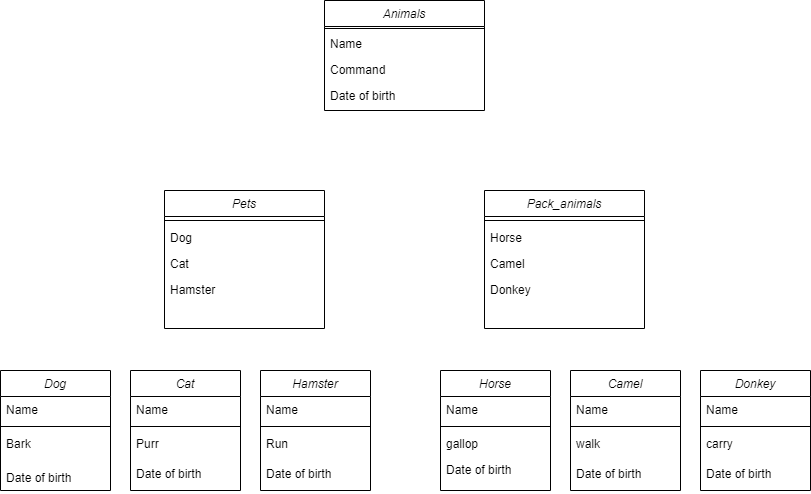 Animals
Name
Command
Date of birth
Pets
Dog
Cat
Hamster
Pack_animals
Horse
Camel
Donkey
Dog
Name
Bark
Date of birth
Cat
Name
Purr
Date of birth
Hamster
Name
Run
Date of birth
Horse
Name
gallop
Date of birth
Camel
Name
walk
Date of birth
Donkey
Name
carry
Date of birth